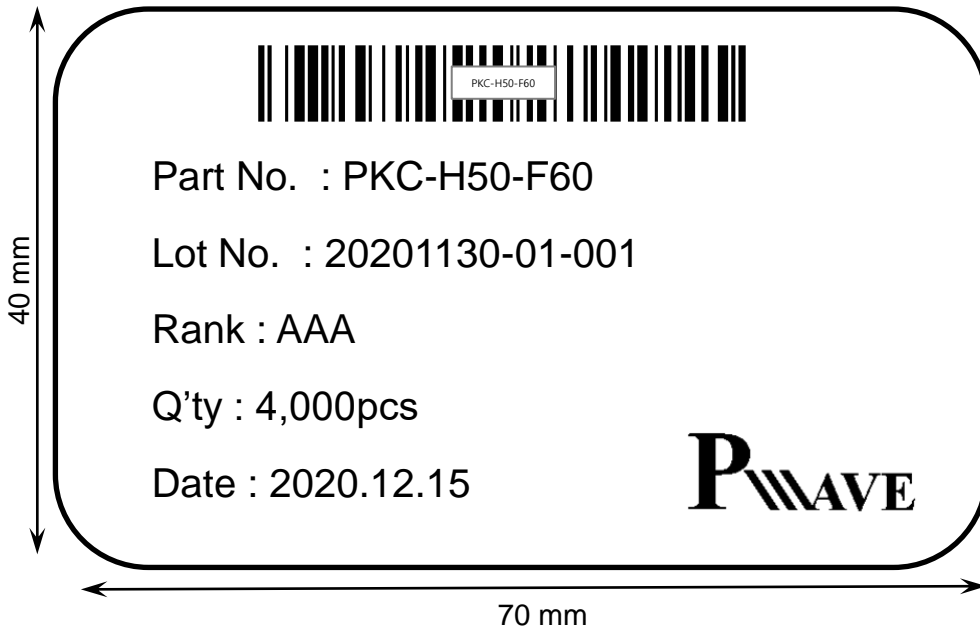 PKC-H50-F60
Part No.  : PKC-H50-F60
Lot No.  : 20201130-01-001
Rank : AAA
Q’ty : 4,000pcs
Date : 2020.12.15
PWAVE
40 mm
70 mm